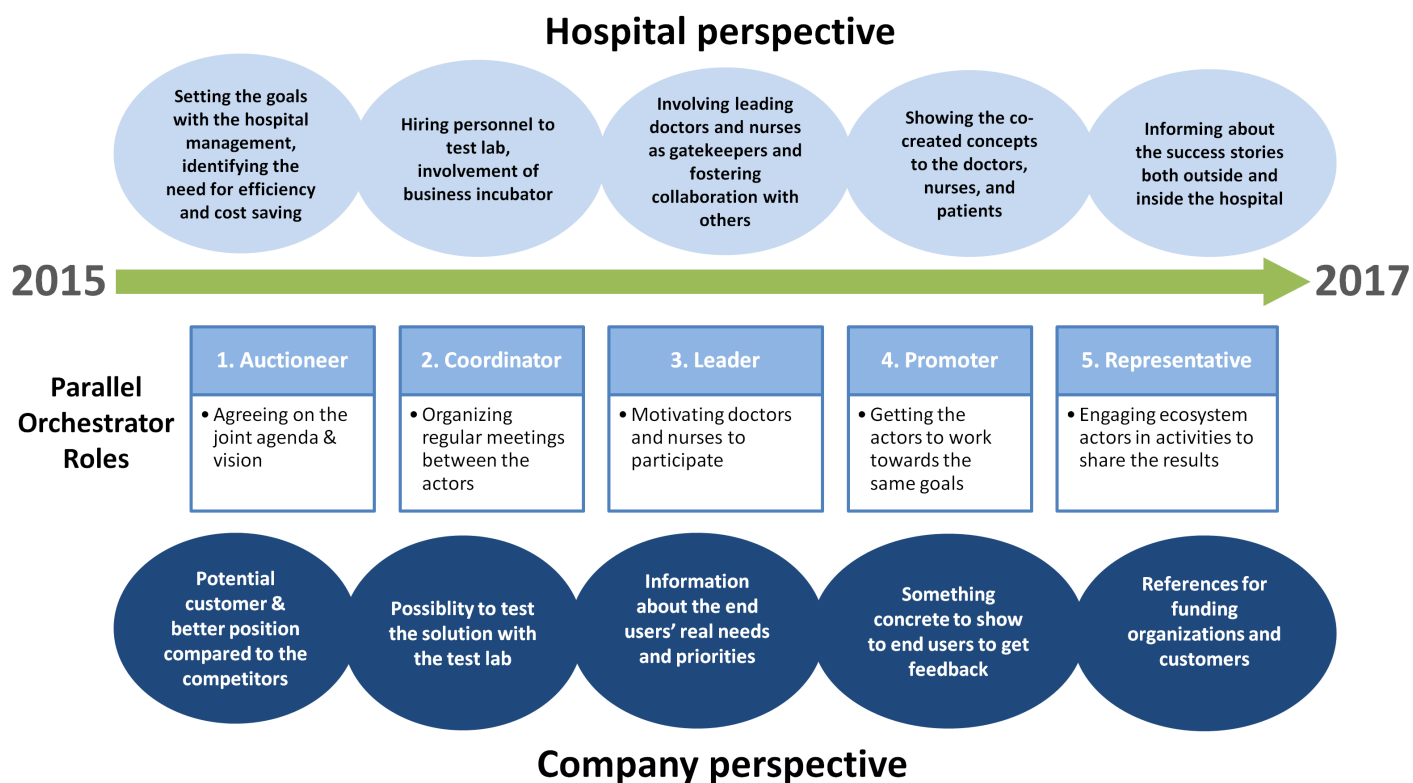 Hospital perspective
Setting the goals
with the hospital
management,
identifying the
need for efficiency
and cost saving
Hiring personnel to
test lab,
involvement of
business incubator
Involving leading
doctors and nurses
as gatekeepers and
fostering
collaboration with
others
Showing the co-
created concepts
to the doctors,
nurses, and
patients
Informing about
the success stories
both outside and
inside the hospital
2015
2017
Parallel
Orchestrator
Roles
1. Auctioneer
• Agreeing on the
joint agenda &
vision
2. Coordinator
• Organizing
regular meetings
between the
actors
3. Leader
• Motivating doctors
and nurses to
participate
4. Promoter
• Getting the
actors to work
towards the
same goals
5. Representative
• Engaging ecosystem
actors in activities to
share the results
Potential
customer &
better position
compared to the
competitors
Possiblity to test
the solution with
the test lab
Information
about the end
users’ real needs
and priorities
Something
concrete to show
to end users to get
feedback
References for
funding
organizations and
customers
Company perspective